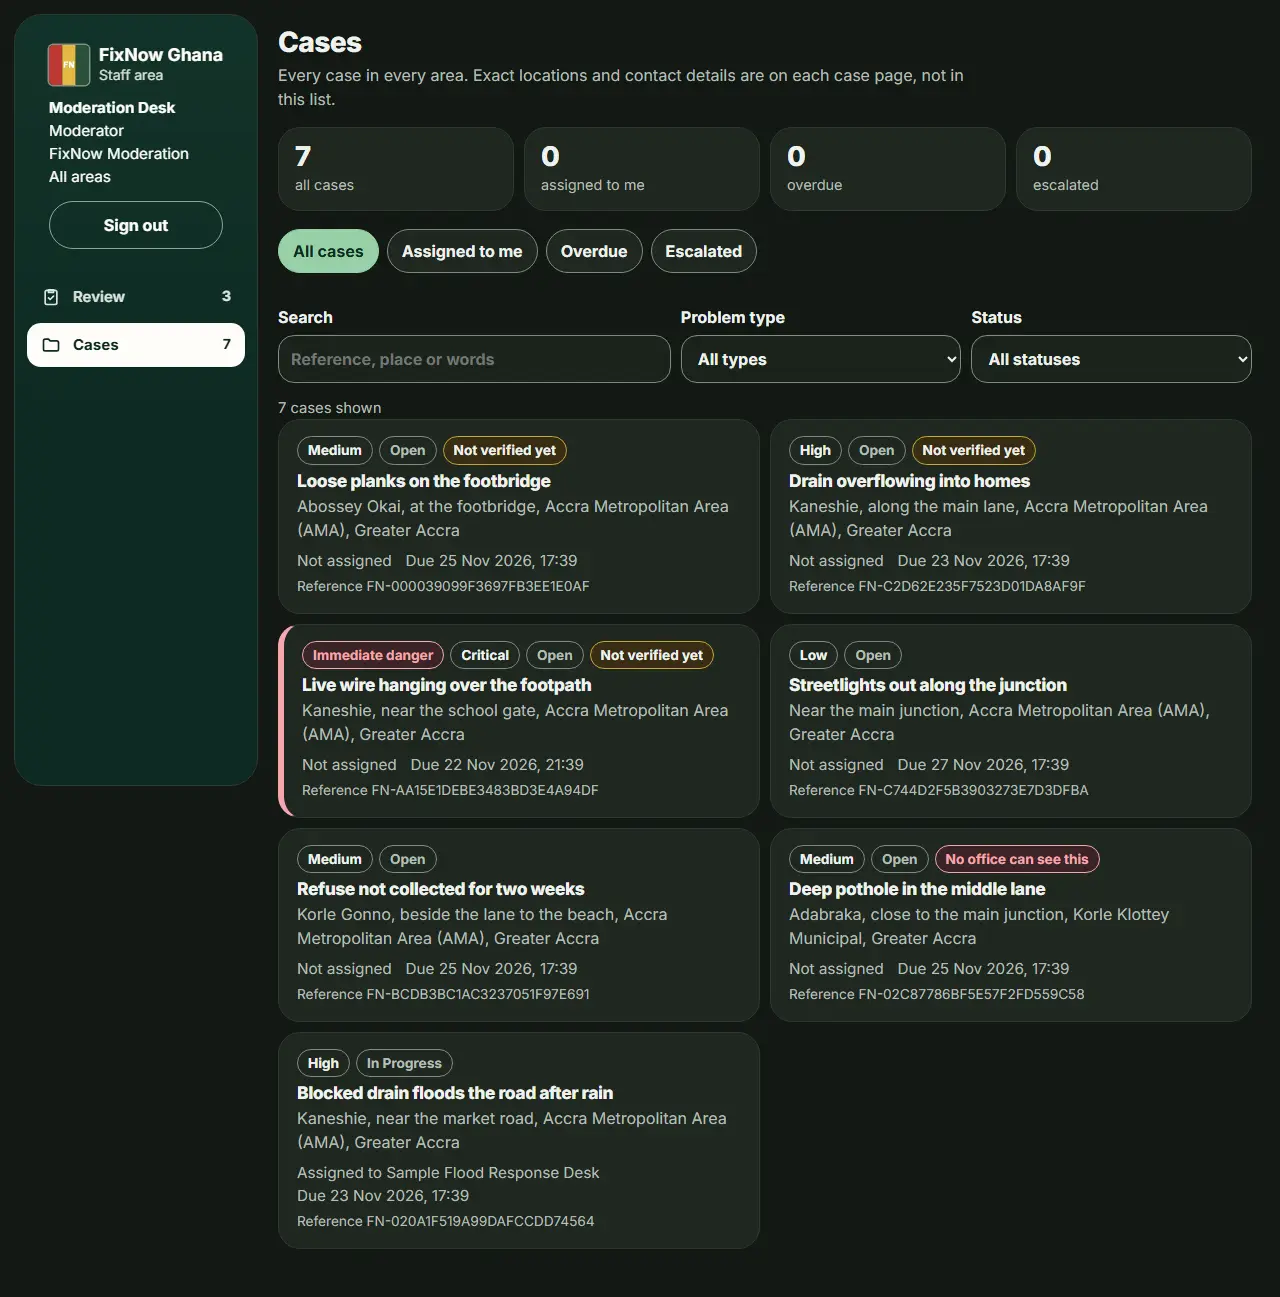 FN
FixNow Ghana
Staff area
Moderation Desk
Moderator
FixNow Moderation
All areas
Sign out
Review 3
Cases 7
Cases
Every case in every area. Exact locations and contact details are on each case page, not in
this list.
7
all cases
0
assigned to me
0
overdue
0
escalated
All cases
Assigned to me
Overdue
Escalated
Search
Reference, place or words
Problem type
All types
Status
All statuses
7 cases shown
Medium Open Not verified yet
Loose planks on the footbridge
Abossey Okai, at the footbridge, Accra Metropolitan Area
(AMA), Greater Accra
Not assigned Due 25 Nov 2026, 17:39
Reference FN-000039099F3697FB3EE1E0AF
High Open Not verified yet
Drain overflowing into homes
Kaneshie, along the main lane, Accra Metropolitan Area
(AMA), Greater Accra
Not assigned Due 23 Nov 2026, 17:39
Reference FN-C2D62E235F7523D01DA8AF9F
Immediate danger Critical Open Not verified yet
Live wire hanging over the footpath
Kaneshie, near the school gate, Accra Metropolitan Area
(AMA), Greater Accra
Not assigned Due 22 Nov 2026, 21:39
Reference FN-AA15E1DEBE3483BD3E4A94DF
Low Open
Streetlights out along the junction
Near the main junction, Accra Metropolitan Area (AMA),
Greater Accra
Not assigned Due 27 Nov 2026, 17:39
Reference FN-C744D2F5B3903273E7D3DFBA
Medium Open
Refuse not collected for two weeks
Korle Gonno, beside the lane to the beach, Accra
Metropolitan Area (AMA), Greater Accra
Not assigned Due 25 Nov 2026, 17:39
Reference FN-BCDB3BC1AC3237051F97E691
Medium Open No office can see this
Deep pothole in the middle lane
Adabraka, close to the main junction, Korle Klottey
Municipal, Greater Accra
Not assigned Due 25 Nov 2026, 17:39
Reference FN-02C87786BF5E57F2FD559C58
High In Progress
Blocked drain floods the road after rain
Kaneshie, near the market road, Accra Metropolitan Area
(AMA), Greater Accra
Assigned to Sample Flood Response Desk
Due 23 Nov 2026, 17:39
Reference FN-020A1F519A99DAFCCDD74564